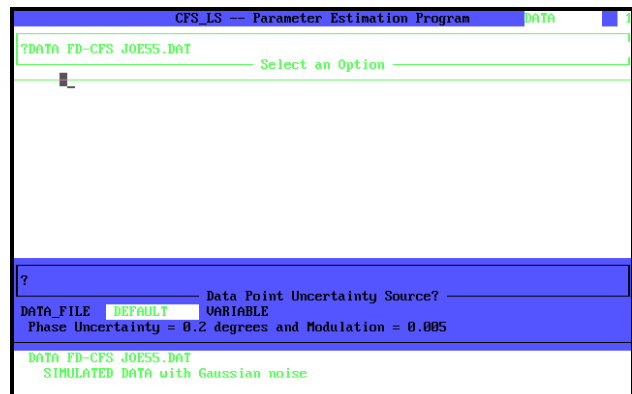 CFS_LS -- Parameter Estimation Program DATA 1
?DATA FD-CFS JOE55.DAT
Select an Option
?
Data Point Uncertainty Source?
DATA_FILE DEFAULT VARIABLE
Phase Uncertainty = 0.2 degrees and Modulation = 0.005
DATA FD-CFS JOE55.DAT
SIMULATED DATA with Gaussian noise